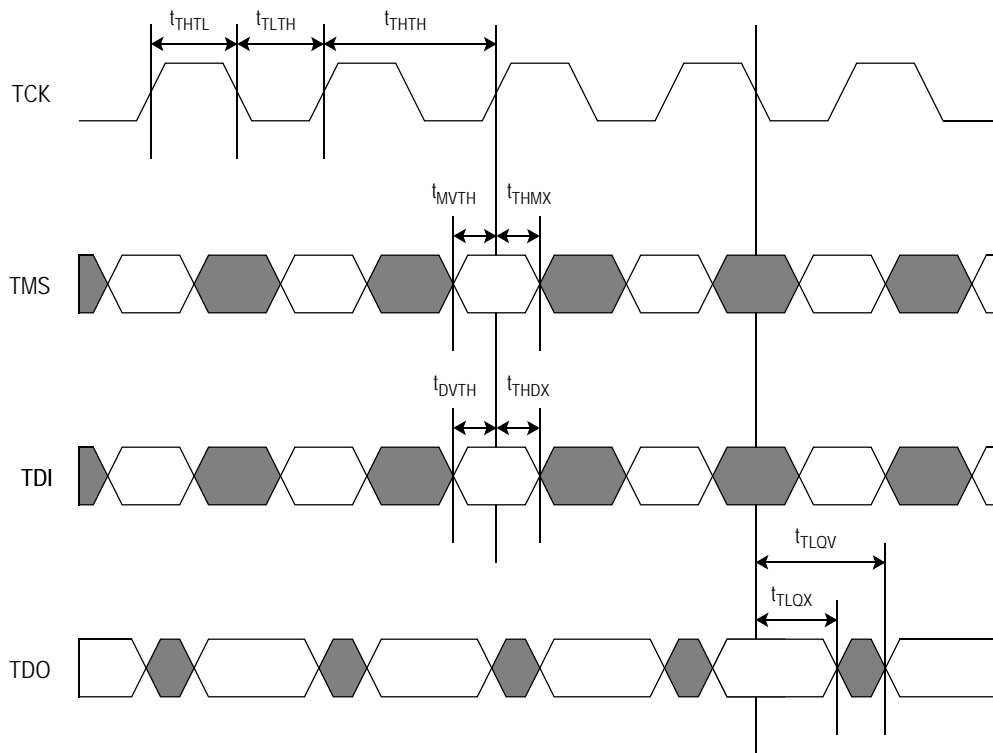 tTHTL tTLTH tTHTH
TCK
tMVTH tTHMX
TMS
tDVTH tTHDX
TDI
tTLQV
tTLQX
TDO